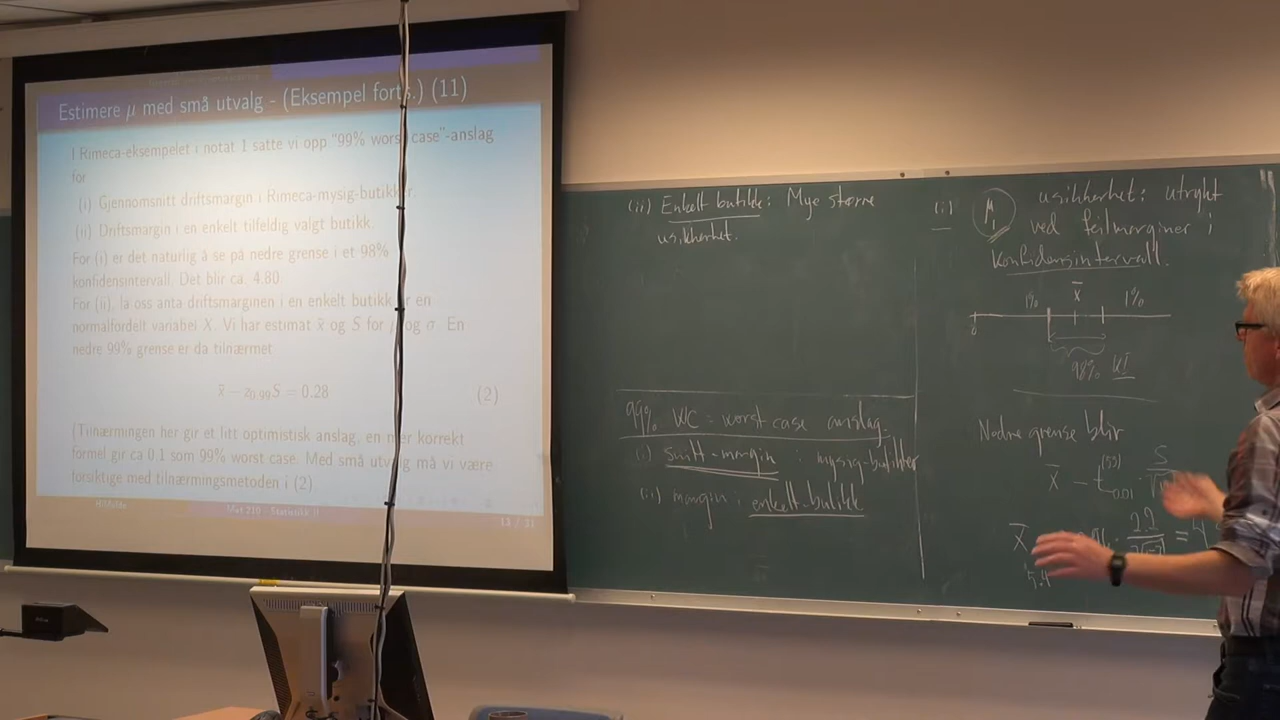 Estimere μ med små utvalg - (Eksempel forts.) (11)
I Rimeca-eksempelet i notat 1 satte vi opp "99% worst case"-anslag
for
(i) Gjennomsnitt driftsmargin i Rimeca-mysig-butikker.
(ii) Driftsmargin i en enkelt tilfeldig valgt butikk.
For (i) er det naturlig å se på nedre grense i et 98%
konfidensintervall. Det blir ca. 4.80.
For (ii), la oss anta driftsmarginen i en enkelt butikk er en
normalfordelt variabel X. Vi har estimat x̄ og S for μ og σ. En
nedre 99% grense er da tilnærmet
x̄ − z₀.₉₉S = 0.28 (2)
(Tilnærmingen her gir et litt optimistisk anslag, en mer korrekt
formel gir ca 0,1 som 99% worst case. Med små utvalg må vi være
forsiktige med tilnærmingsmetoden i (2)
Mat 210 - Statistikk II
(ii) Enkelt butikk: Mye større
usikkerhet.
99% WC = worst case anslag
(i) snitt-margin : mysig-butikker
(ii) margin i enkelt-butikk
(i) μ, usikkerhet: utrykt
ved feilmarginer i
konfidensintervall.
1% x̄ 1%
98% KI
Nedre grense blir
x̄ − t 0.01 S
x̄ 2.2
5.4